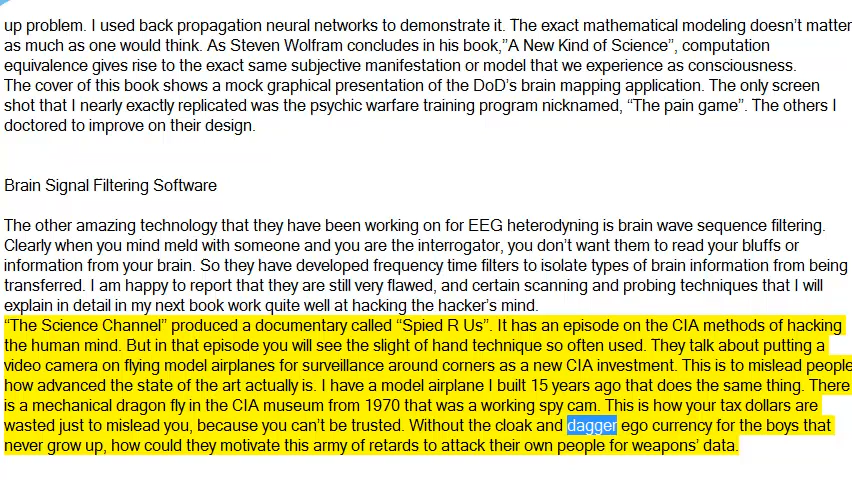 up problem. I used back propagation neural networks to demonstrate it. The exact mathematical modeling doesn't matter
as much as one would think. As Steven Wolfram concludes in his book,"A New Kind of Science", computation
equivalence gives rise to the exact same subjective manifestation or model that we experience as consciousness.
The cover of this book shows a mock graphical presentation of the DoD's brain mapping application. The only screen
shot that I nearly exactly replicated was the psychic warfare training program nicknamed, "The pain game". The others I
doctored to improve on their design.
Brain Signal Filtering Software
The other amazing technology that they have been working on for EEG heterodyning is brain wave sequence filtering.
Clearly when you mind meld with someone and you are the interrogator, you don't want them to read your bluffs or
information from your brain. So they have developed frequency time filters to isolate types of brain information from being
transferred. I am happy to report that they are still very flawed, and certain scanning and probing techniques that I will
explain in detail in my next book work quite well at hacking the hacker's mind.
"The Science Channel" produced a documentary called "Spied R Us". It has an episode on the CIA methods of hacking
the human mind. But in that episode you will see the slight of hand technique so often used. They talk about putting a
video camera on flying model airplanes for surveillance around corners as a new CIA investment. This is to mislead people
how advanced the state of the art actually is. I have a model airplane I built 15 years ago that does the same thing. There
is a mechanical dragon fly in the CIA museum from 1970 that was a working spy cam. This is how your tax dollars are
wasted just to mislead you, because you can't be trusted. Without the cloak and dagger ego currency for the boys that
never grow up, how could they motivate this army of retards to attack their own people for weapons' data.